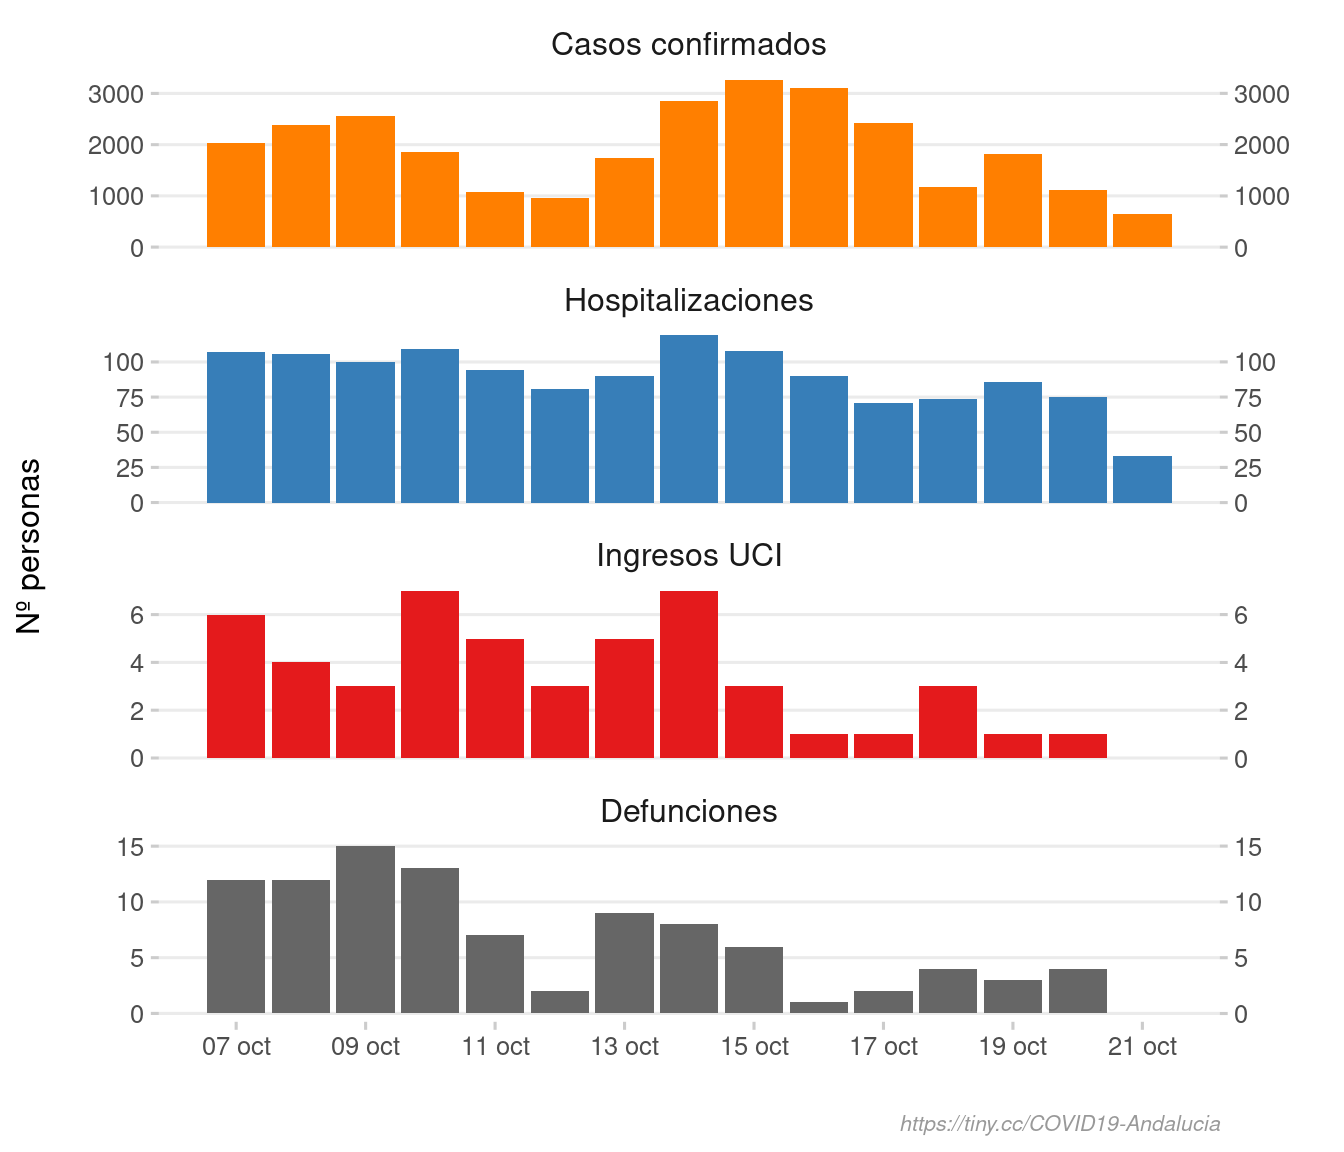 Casos confirmados
3000 3000
2000 2000
1000 1000
0 0
Hospitalizaciones
100 100
75 75
50 50
25 25
0 0
Nº personas
Ingresos UCI
6 6
4 4
2 2
0 0
Defunciones
15 15
10 10
5 5
0 0
07 oct 09 oct 11 oct 13 oct 15 oct 17 oct 19 oct 21 oct
https://tiny.cc/COVID19-Andalucia